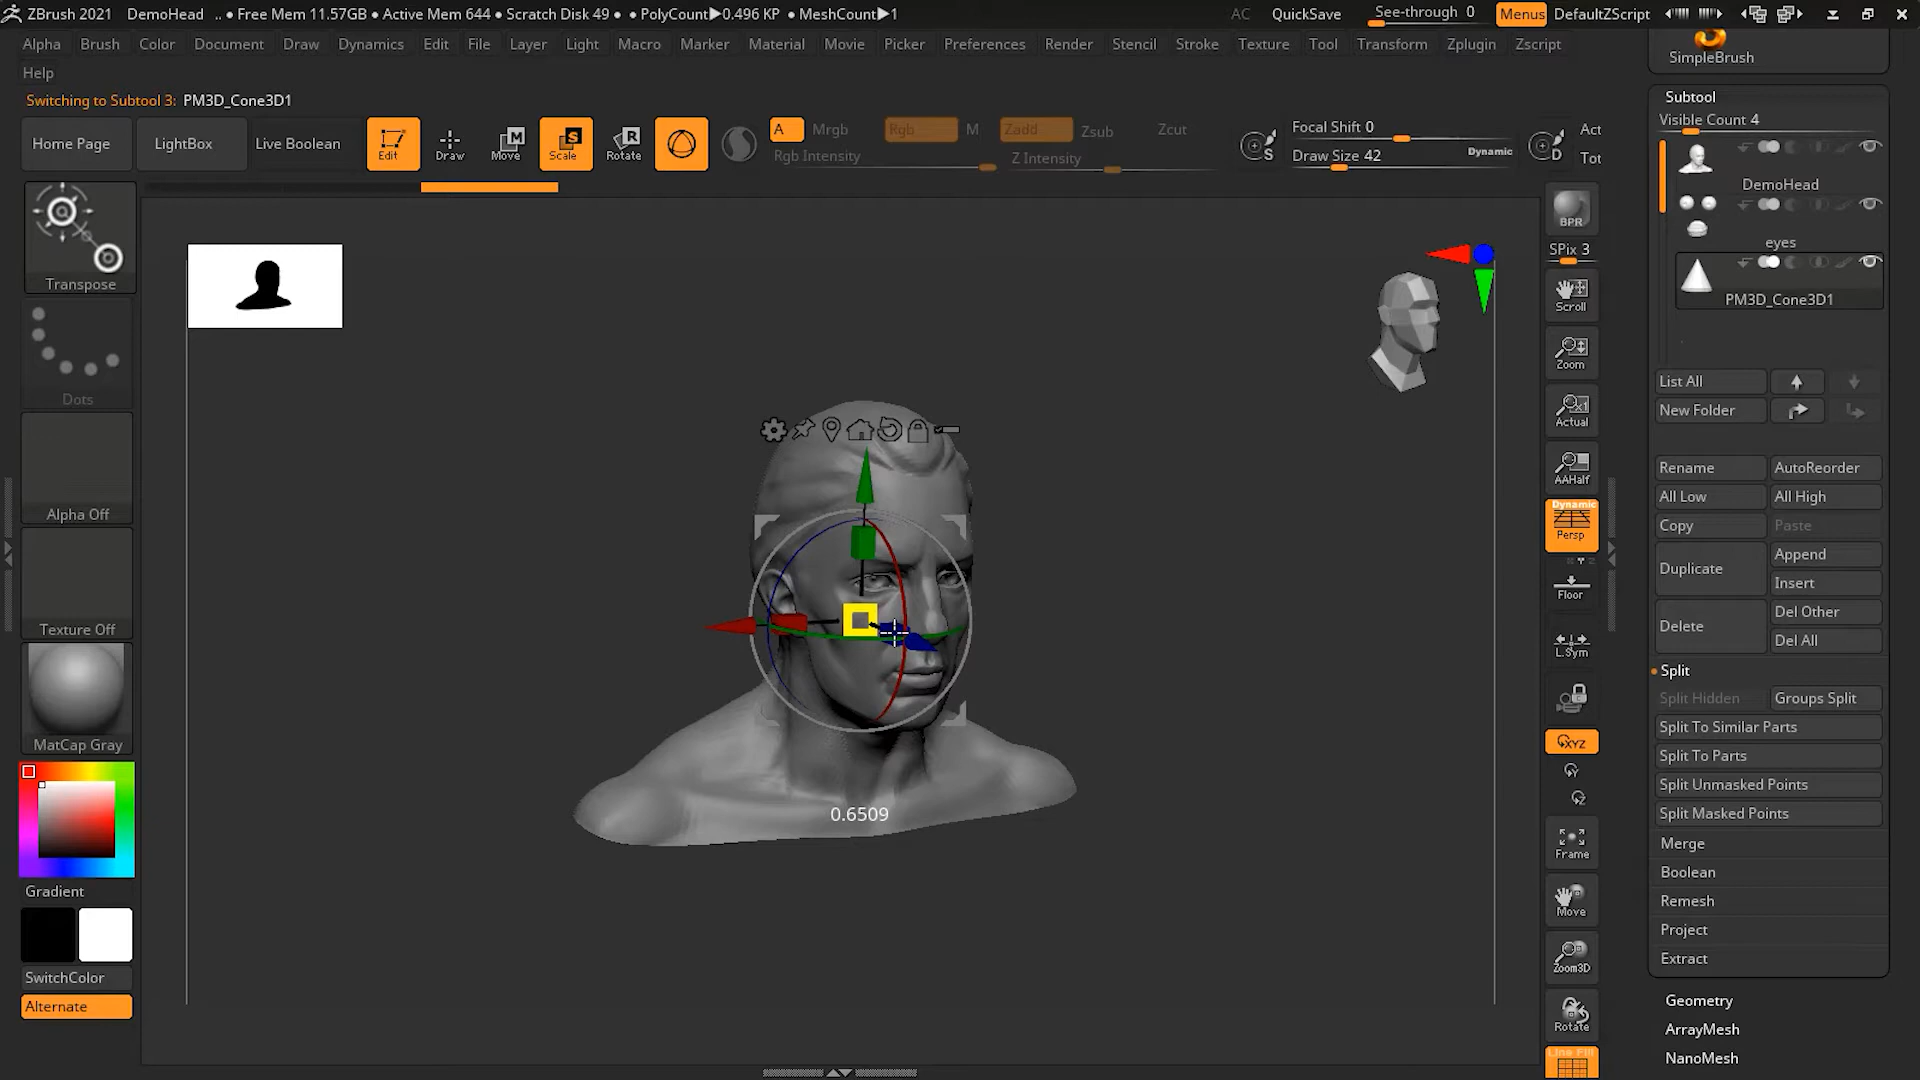 ZBrush 2021 DemoHead .. • Free Mem 11.57GB • Active Mem 644 • Scratch Disk 49 • • PolyCount▶0.496 KP • MeshCount▶1 AC QuickSave See-through 0 Menus DefaultZScript
Alpha Brush Color Document Draw Dynamics Edit File Layer Light Macro Marker Material Movie Picker Preferences Render Stencil Stroke Texture Tool Transform Zplugin Zscript
Help
Switching to Subtool 3: PM3D_Cone3D1
Home Page LightBox Live Boolean Edit Draw Move Scale Rotate
A Mrgb Rgb M Zadd Zsub Zcut
Rgb Intensity Z Intensity
S Focal Shift 0 D Act
Draw Size 42 Dynamic Tot
Transpose
Dots
Alpha Off
Texture Off
MatCap Gray
Gradient
SwitchColor
Alternate
0.6509
BPR
SPix 3
Scroll
Zoom
Actual
AAHalf
Dynamic
Persp
Floor
L.Sym
XYZ
Y
Z
Frame
Move
Zoom3D
Rotate
Line Fill
SimpleBrush
Subtool
Visible Count 4
DemoHead
eyes
PM3D_Cone3D1
List All
New Folder
Rename AutoReorder
All Low All High
Copy Paste
Duplicate Append
Insert
Delete Del Other
Del All
Split
Split Hidden Groups Split
Split To Similar Parts
Split To Parts
Split Unmasked Points
Split Masked Points
Merge
Boolean
Remesh
Project
Extract
Geometry
ArrayMesh
NanoMesh